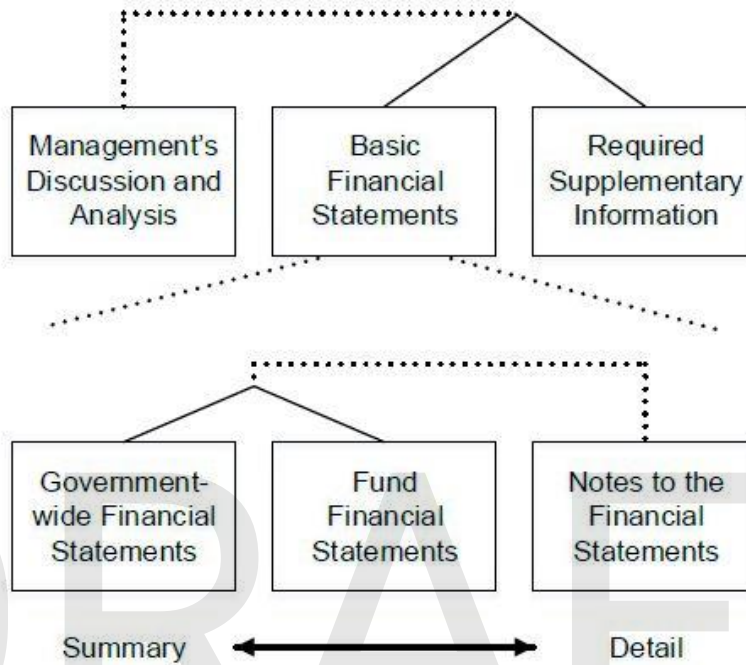 Management's
Discussion and
Analysis
Basic
Financial
Statements
Required
Supplementary
Information
Government-
wide Financial
Statements
Fund
Financial
Statements
Notes to the
Financial
Statements
Summary
Detail